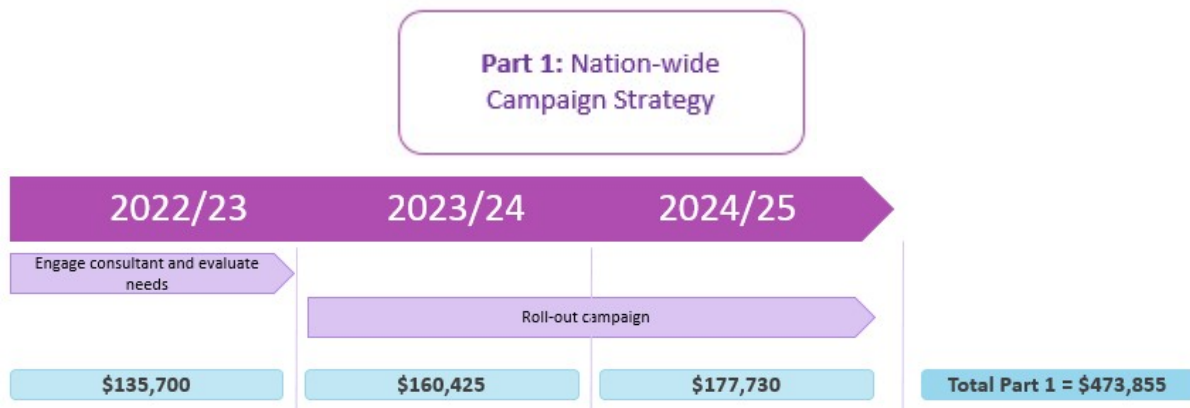 Part 1: Nation-wide
Campaign Strategy
2022/23
2023/24
2024/25
Engage consultant and evaluate
needs
Roll-out campaign
$135,700
$160,425
$177,730
Total Part 1 = $473,855